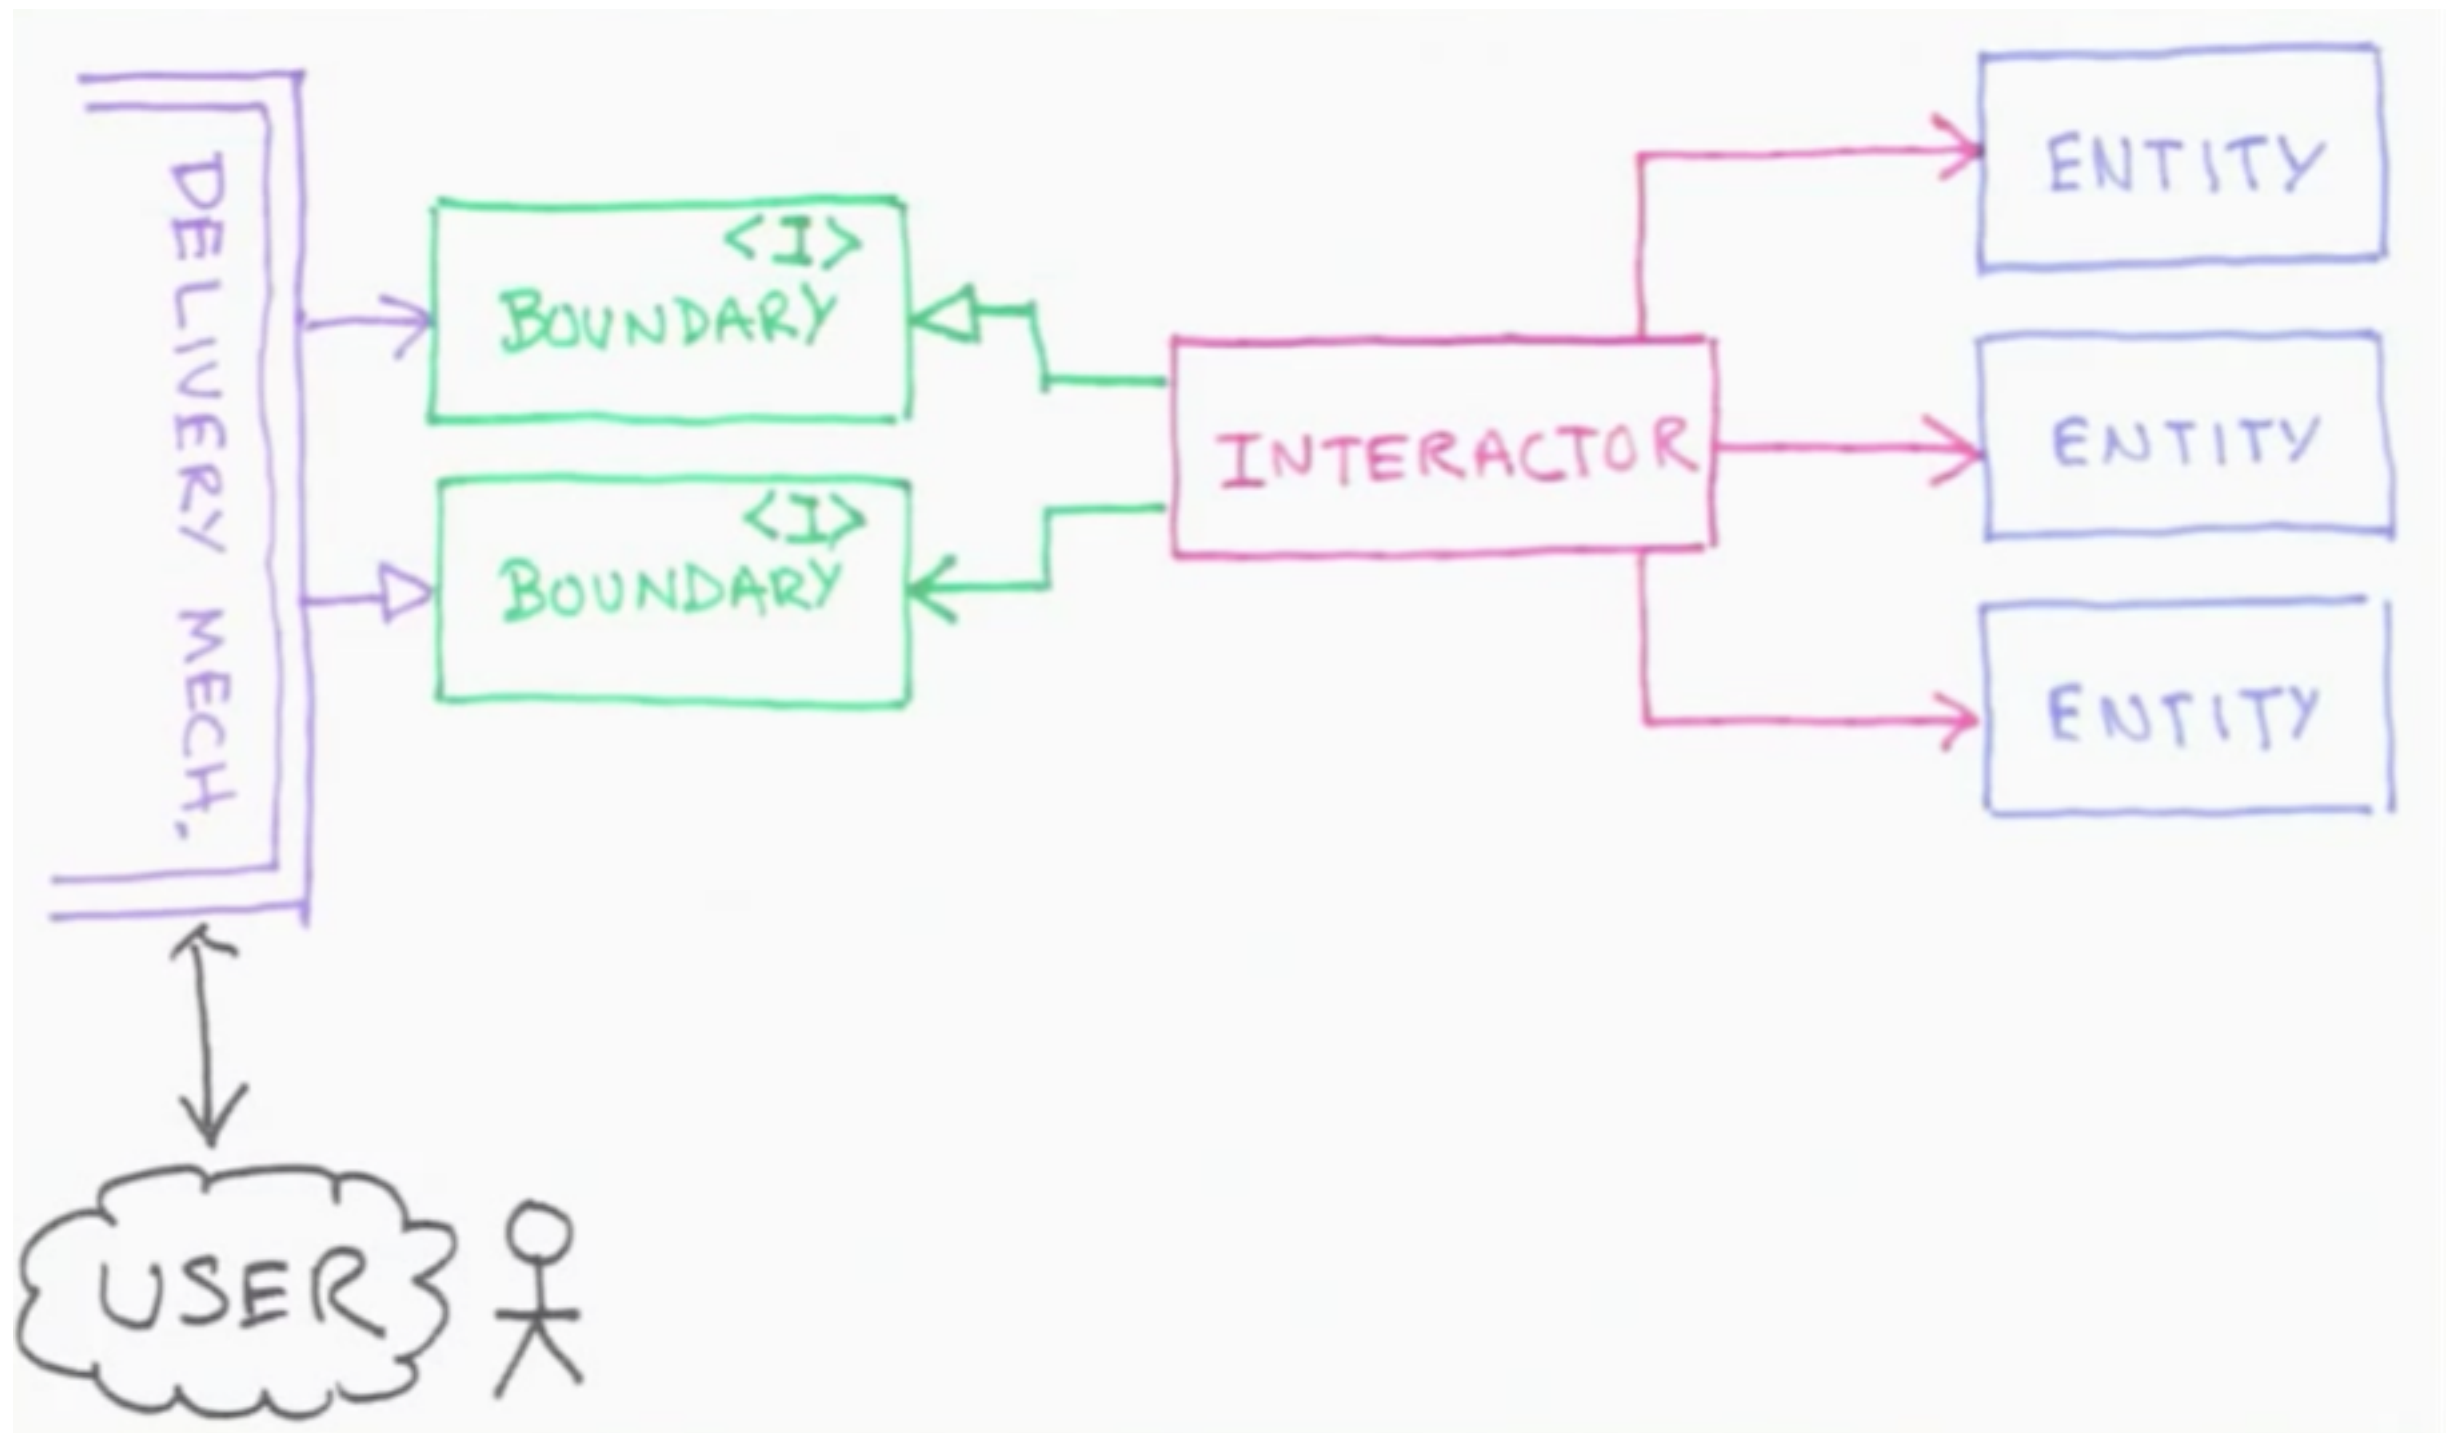 DELIVERY MECH.
<I>
BOUNDARY
<I>
BOUNDARY
INTERACTOR
ENTITY
ENTITY
ENTITY
USER